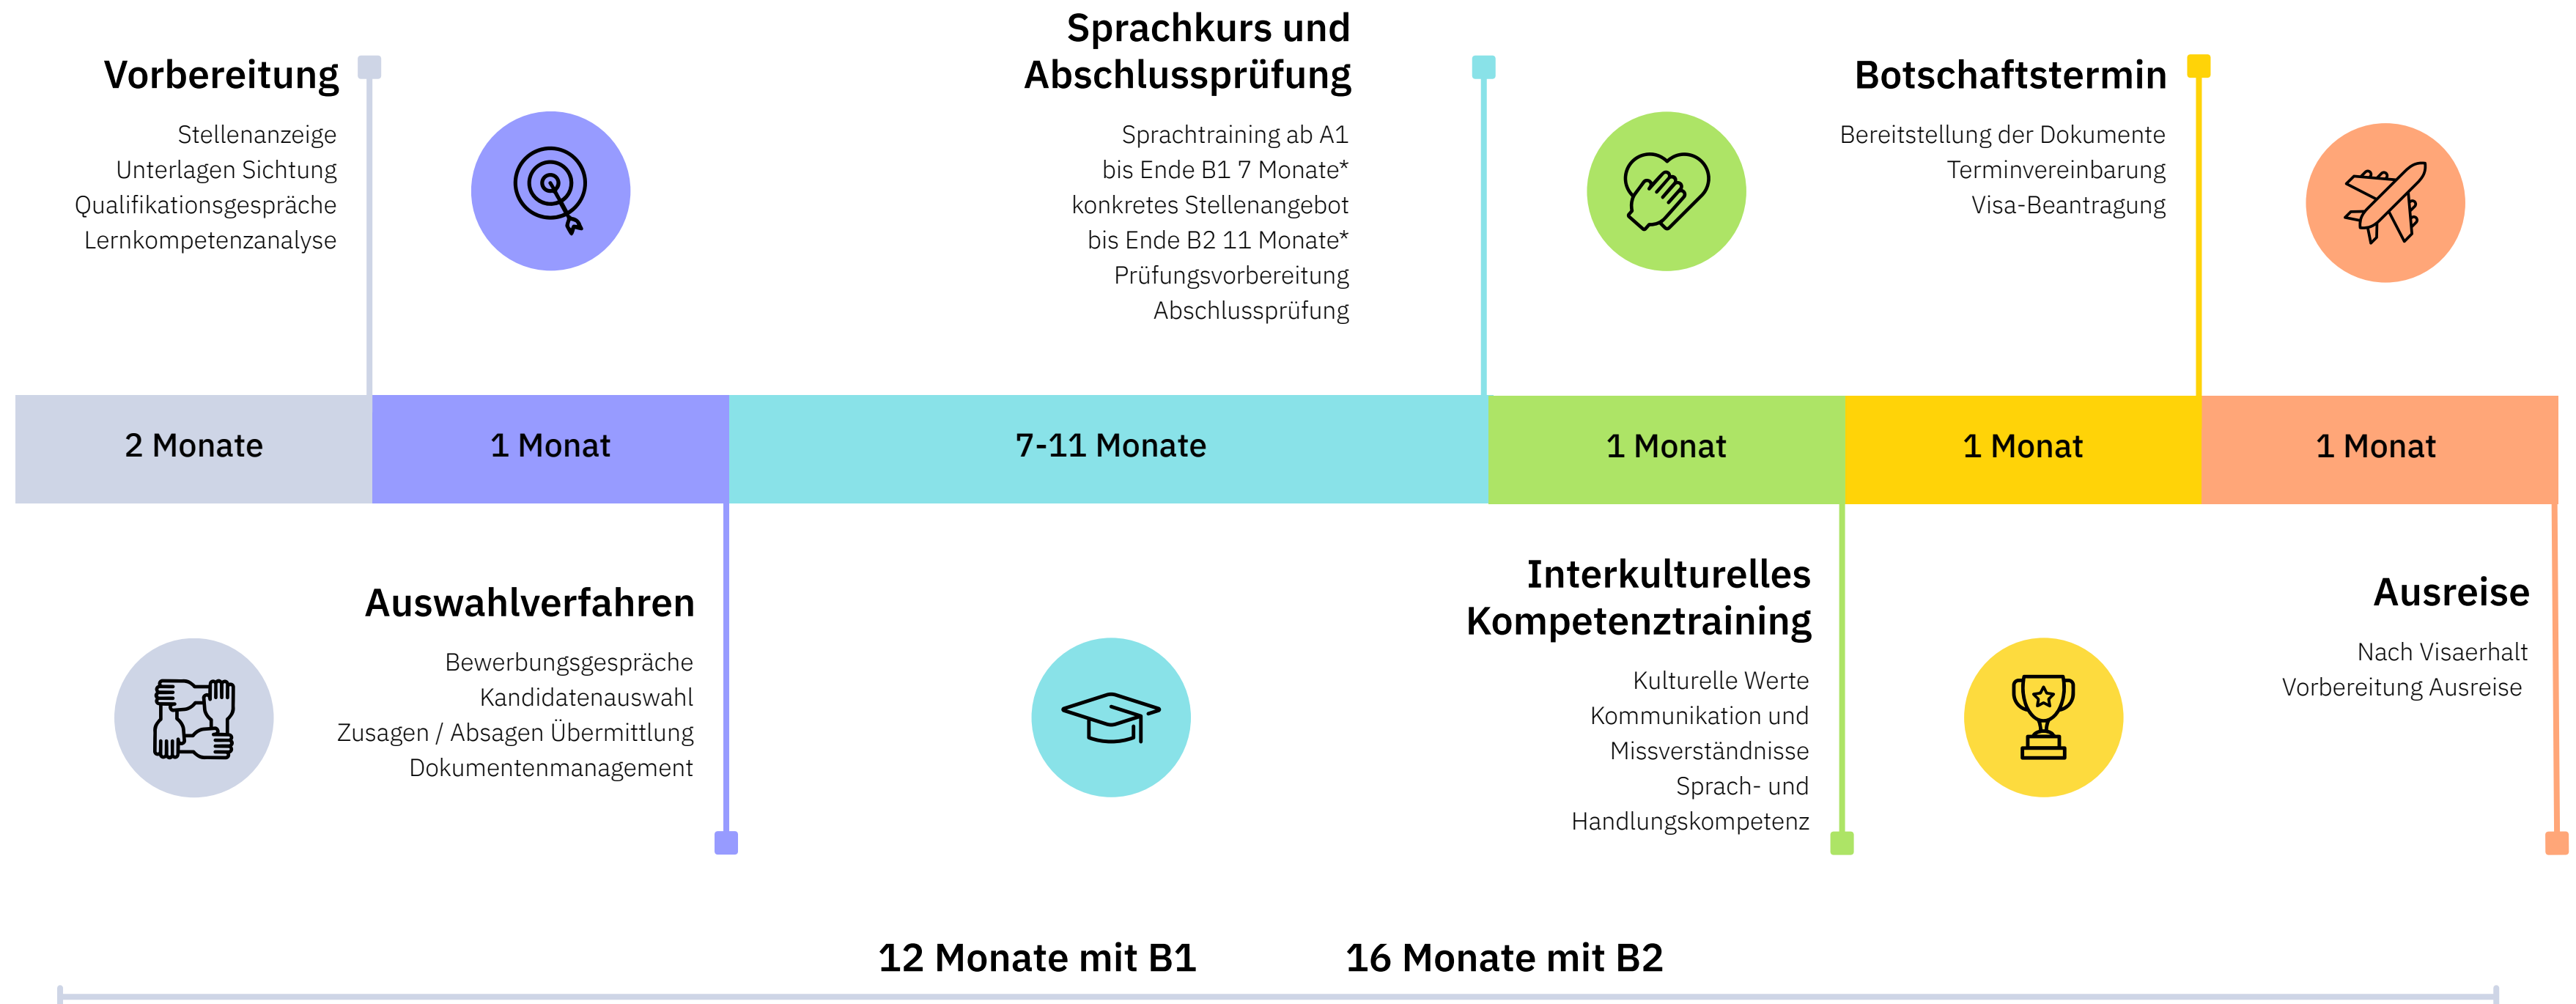 Vorbereitung
Stellenanzeige
Unterlagen Sichtung
Qualifikationsgespräche
Lernkompetenzanalyse
Sprachkurs und
Abschlussprüfung
Sprachtraining ab A1
bis Ende B1 7 Monate*
konkretes Stellenangebot
bis Ende B2 11 Monate*
Prüfungsvorbereitung
Abschlussprüfung
Botschaftstermin
Bereitstellung der Dokumente
Terminvereinbarung
Visa-Beantragung
2 Monate
1 Monat
7-11 Monate
1 Monat
1 Monat
1 Monat
Auswahlverfahren
Bewerbungsgespräche
Kandidatenauswahl
Zusagen / Absagen Übermittlung
Dokumentenmanagement
Interkulturelles
Kompetenztraining
Kulturelle Werte
Kommunikation und
Missverständnisse
Sprach- und
Handlungskompetenz
Ausreise
Nach Visaerhalt
Vorbereitung Ausreise
12 Monate mit B1
16 Monate mit B2